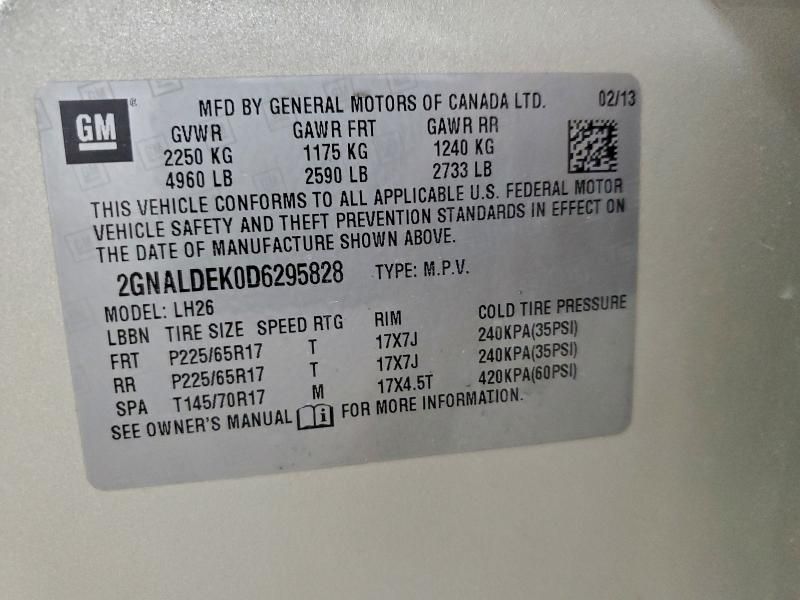 GM
MFD BY GENERAL MOTORS OF CANADA LTD. 02/13
GVWR GAWR FRT GAWR RR
2250 KG 1175 KG 1240 KG
4960 LB 2590 LB 2733 LB
THIS VEHICLE CONFORMS TO ALL APPLICABLE U.S. FEDERAL MOTOR
VEHICLE SAFETY AND THEFT PREVENTION STANDARDS IN EFFECT ON
THE DATE OF MANUFACTURE SHOWN ABOVE.
2GNALDEK0D6295828 TYPE: M.P.V.
MODEL: LH26
LBBN TIRE SIZE SPEED RTG RIM COLD TIRE PRESSURE
FRT P225/65R17 T 17X7J 240KPA(35PSI)
RR P225/65R17 T 17X7J 240KPA(35PSI)
SPA T145/70R17 M 17X4.5T 420KPA(60PSI)
SEE OWNER'S MANUAL FOR MORE INFORMATION.